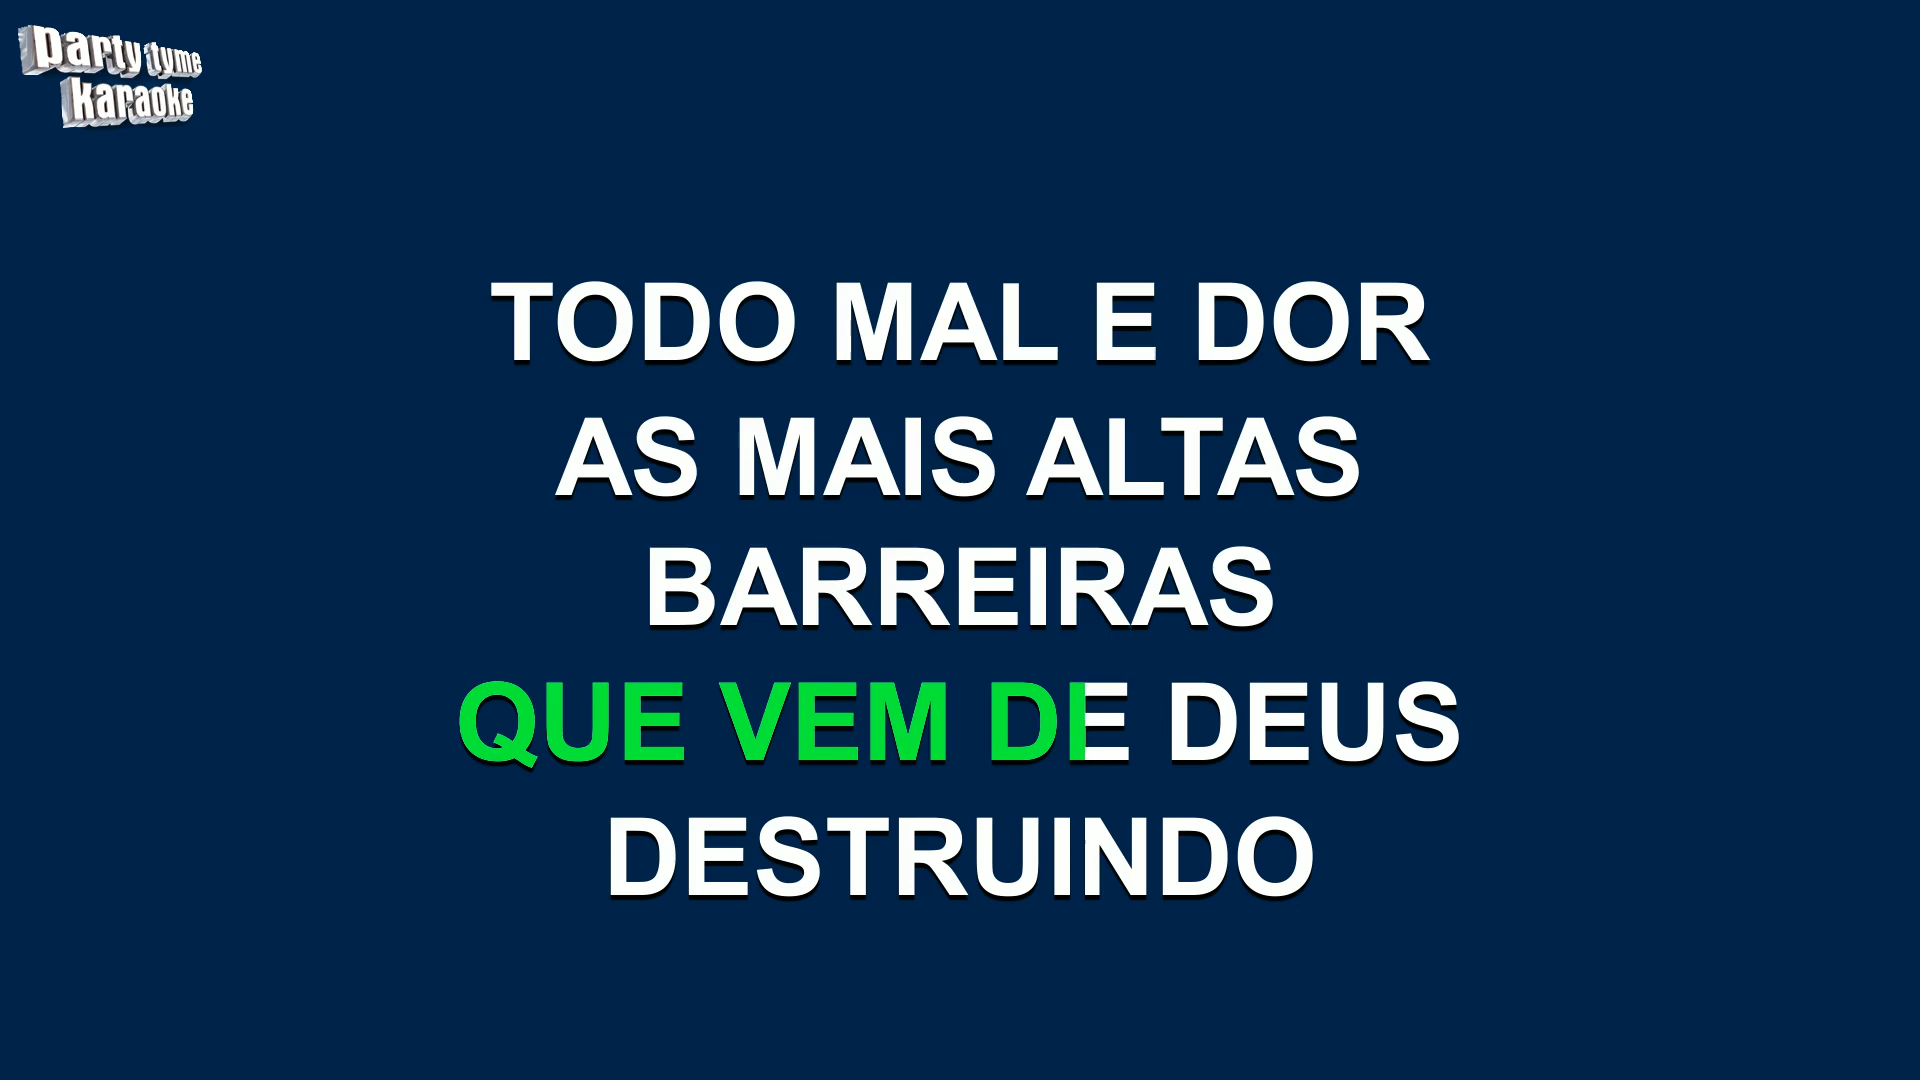 party tyme
karaoke
TODO MAL E DOR
AS MAIS ALTAS
BARREIRAS
QUE VEM DE DEUS
DESTRUINDO